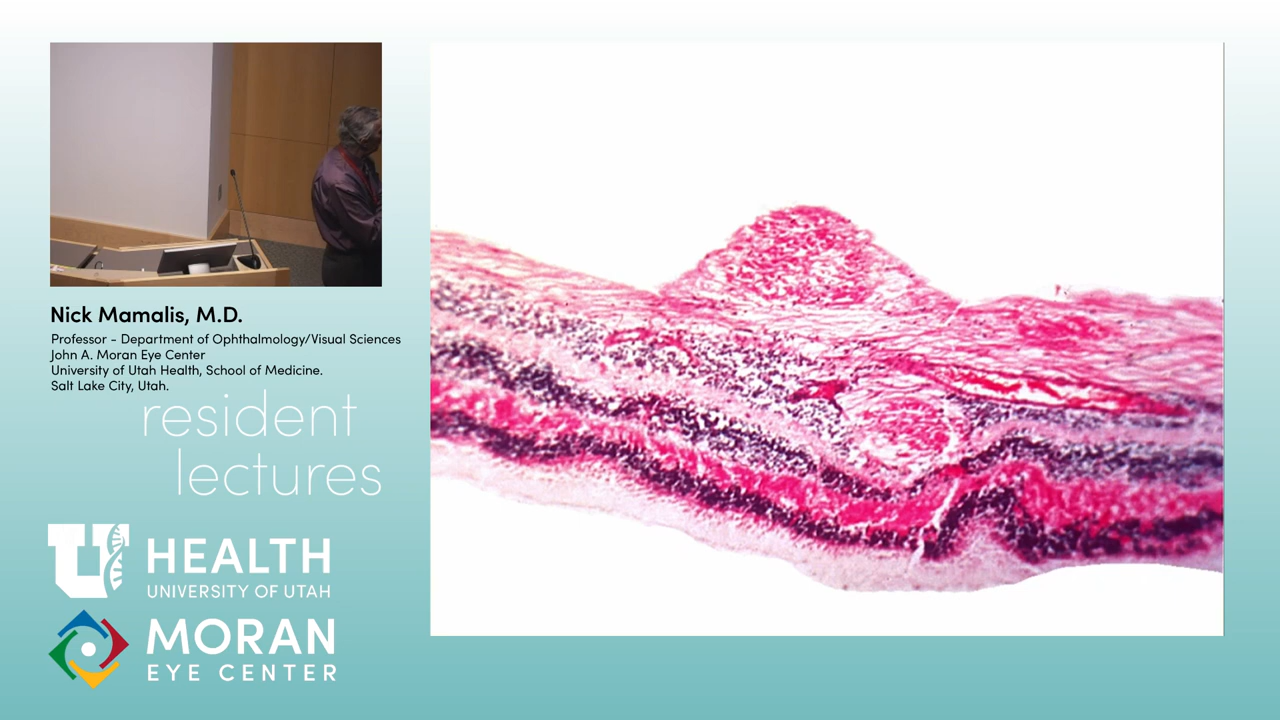 Nick Mamalis, M.D.
Professor - Department of Ophthalmology/Visual Sciences
John A. Moran Eye Center
University of Utah Health, School of Medicine.
Salt Lake City, Utah.
resident
lectures
U HEALTH
UNIVERSITY OF UTAH
MORAN
EYE CENTER